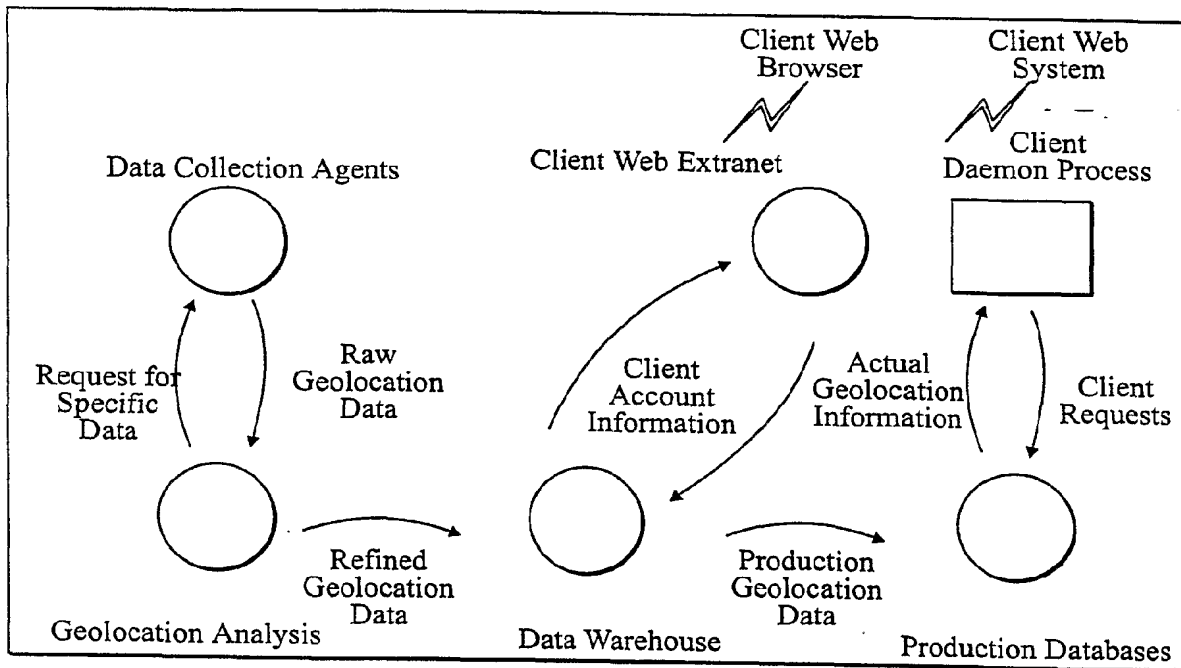 Client Web
Browser
Client Web
System
Data Collection Agents
Client Web Extranet
Client
Daemon Process
Request for
Specific
Data
Raw
Geolocation
Data
Client
Account
Information
Actual
Geolocation
Information
Client
Requests
Refined
Geolocation
Data
Production
Geolocation
Data
Geolocation Analysis
Data Warehouse
Production Databases